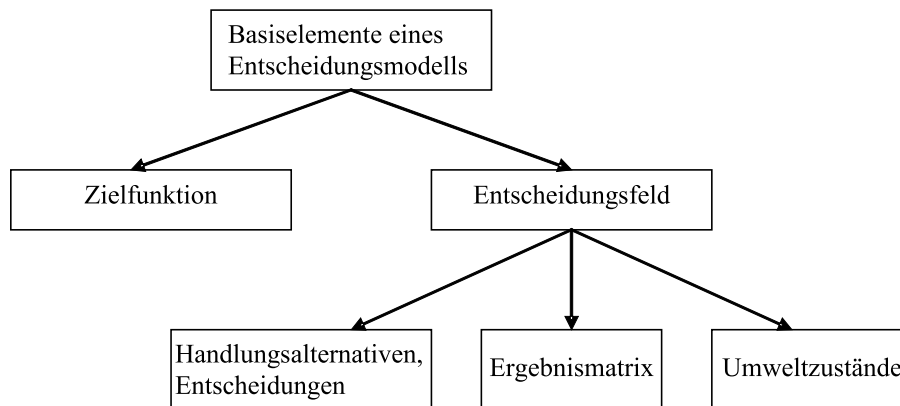 Basiselemente eines
Entscheidungsmodells
Zielfunktion
Entscheidungsfeld
Handlungsalternativen,
Entscheidungen
Ergebnismatrix
Umweltzustände